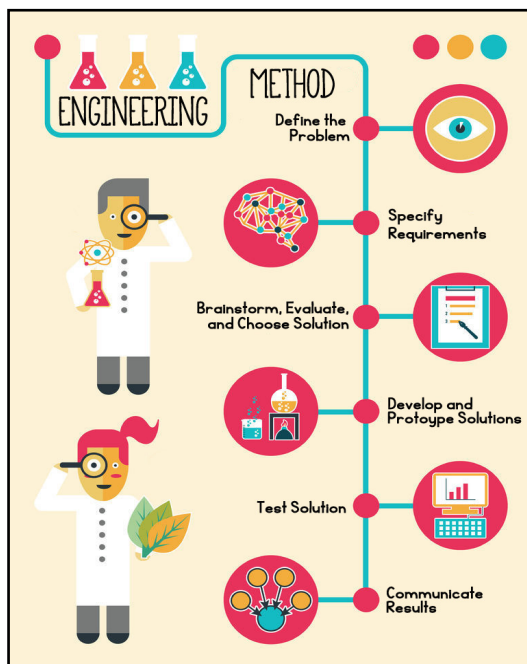 ENGINEERING
METHOD
Define the
Problem
Specify
Requirements
Brainstorm, Evaluate,
and Choose Solution
Develop and
Protoype Solutions
Test Solution
Communicate
Results